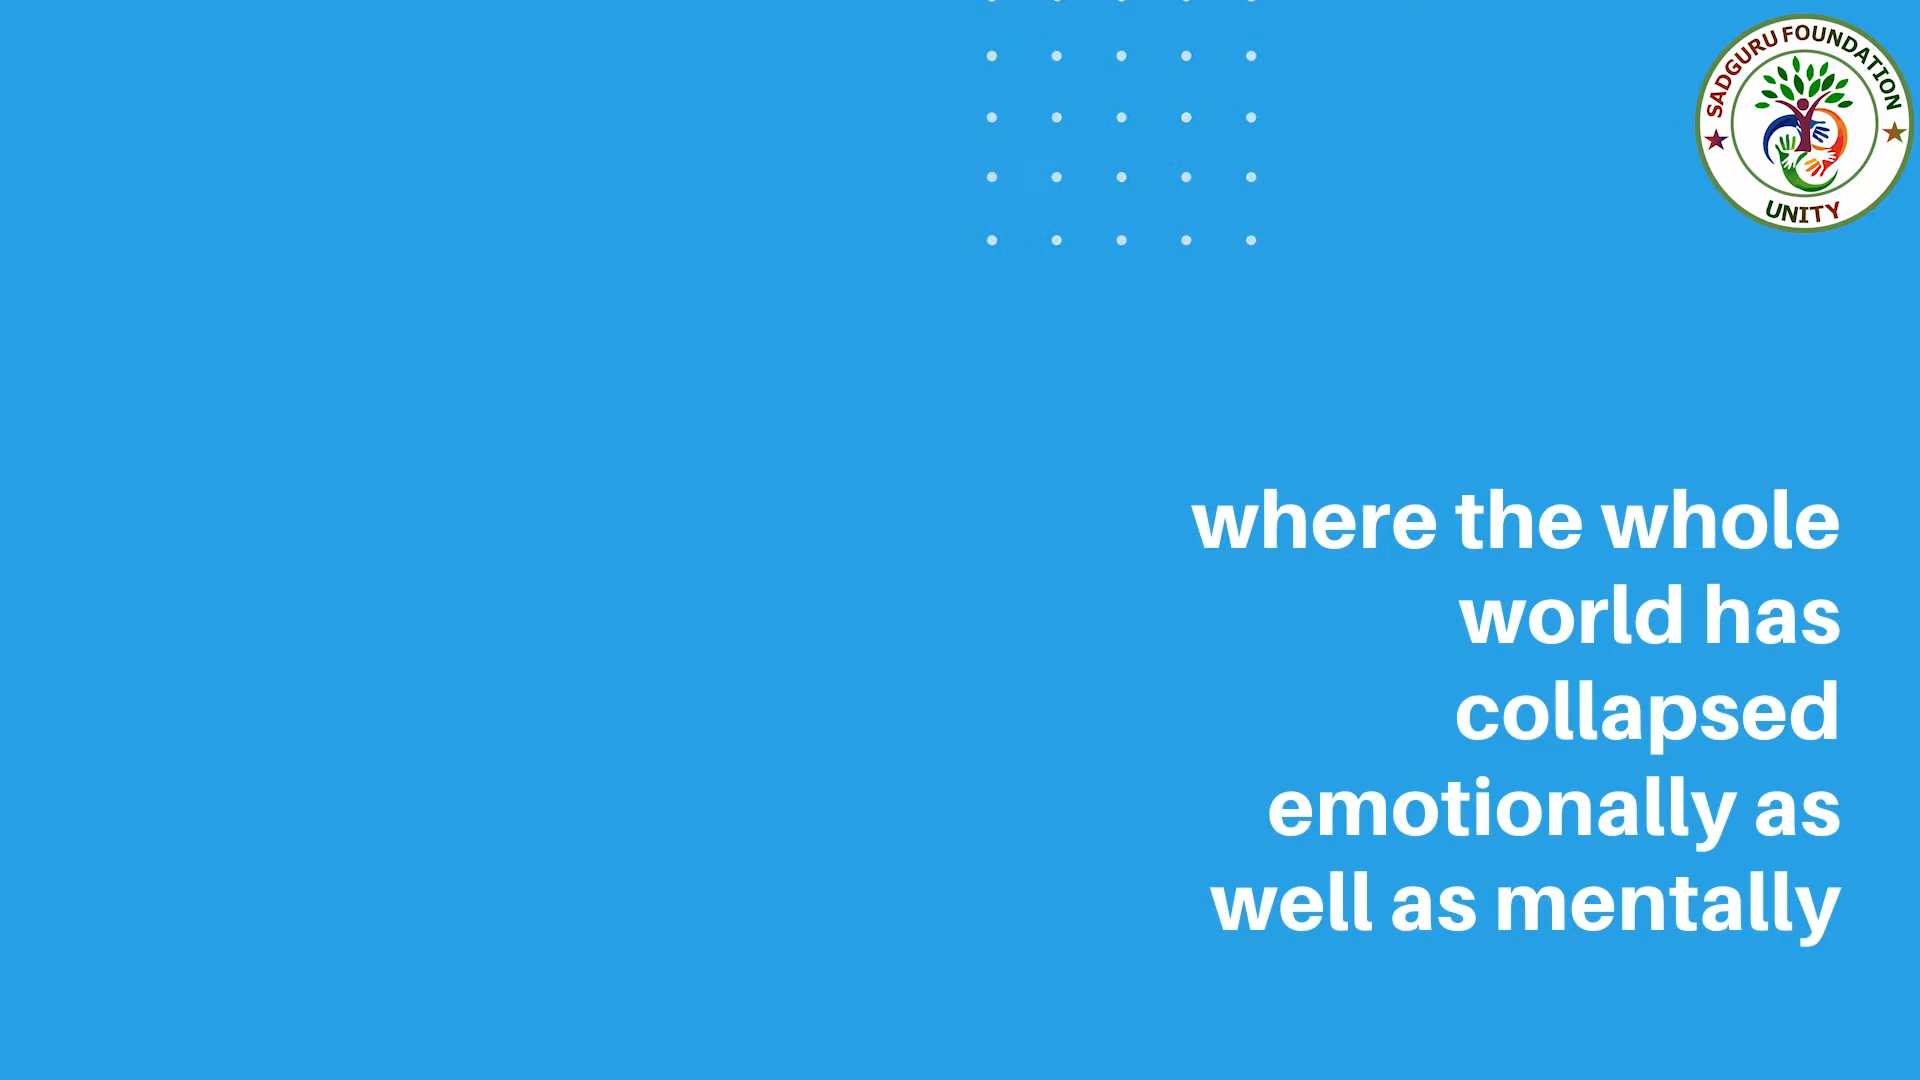 SADGURU FOUNDATION
UNITY
where the whole
world has
collapsed
emotionally as
well as mentally